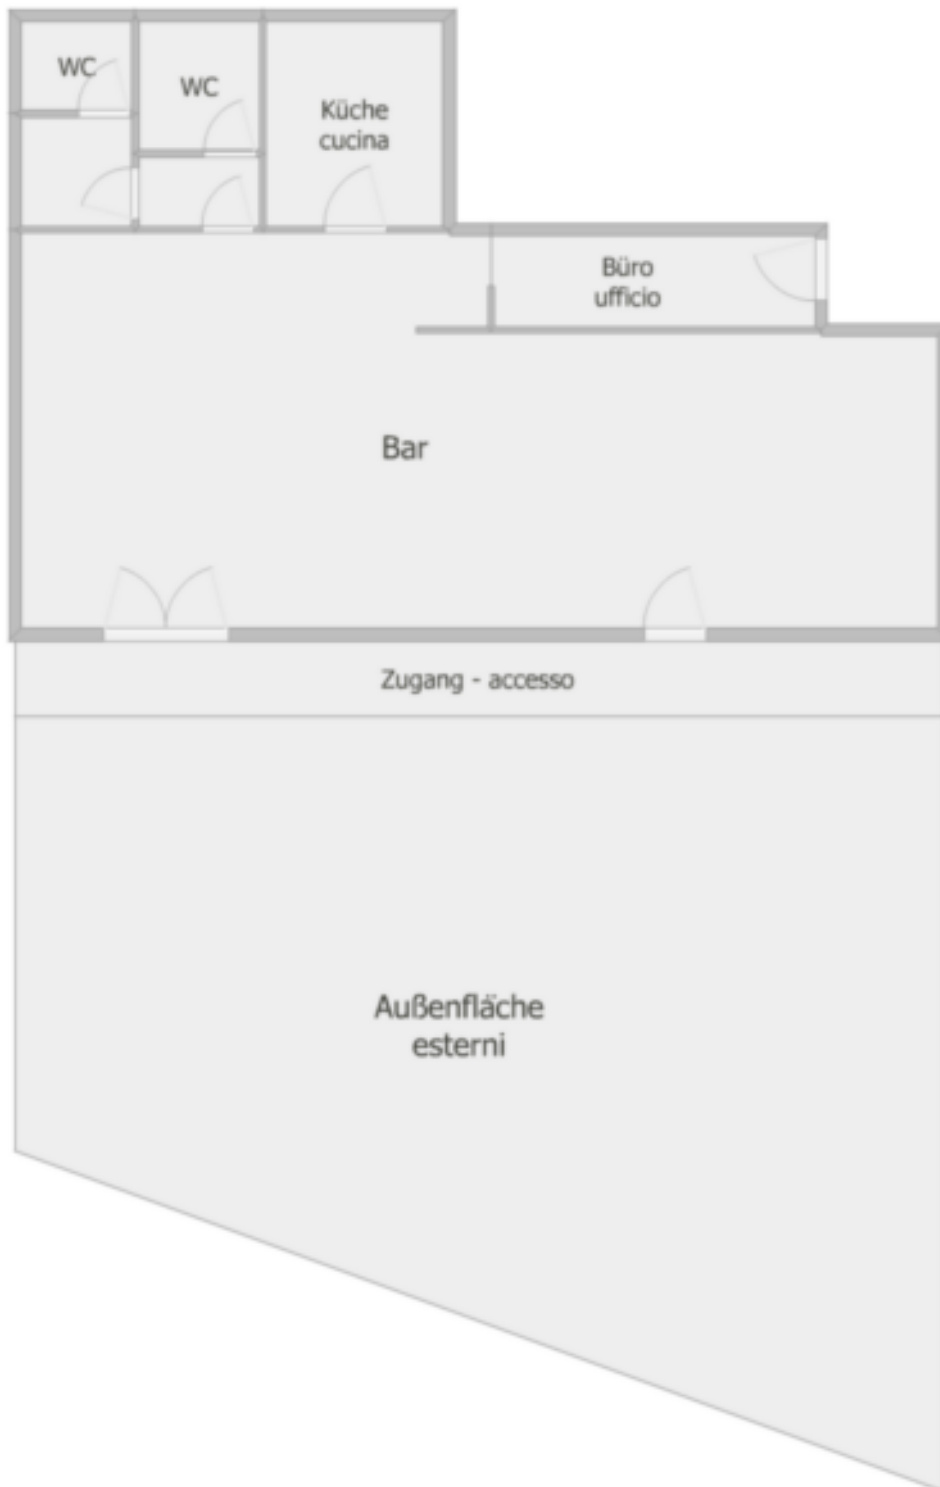 WC
WC
Küche
cucina
Büro
ufficio
Bar
Zugang - accesso
Außenfläche
esterni